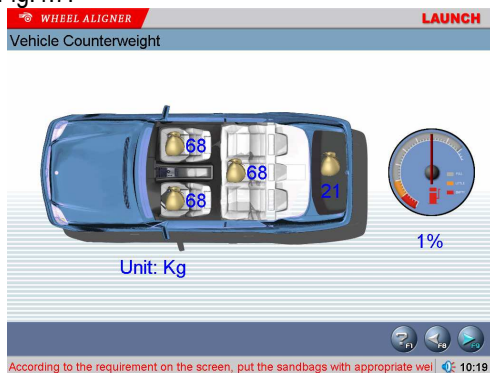 WHEEL ALIGNER
LAUNCH
Vehicle Counterweight
68
68
68
21
1%
Unit: Kg
F1
F8
F9
According to the requirement on the screen, put the sandbags with appropriate wei
10:19